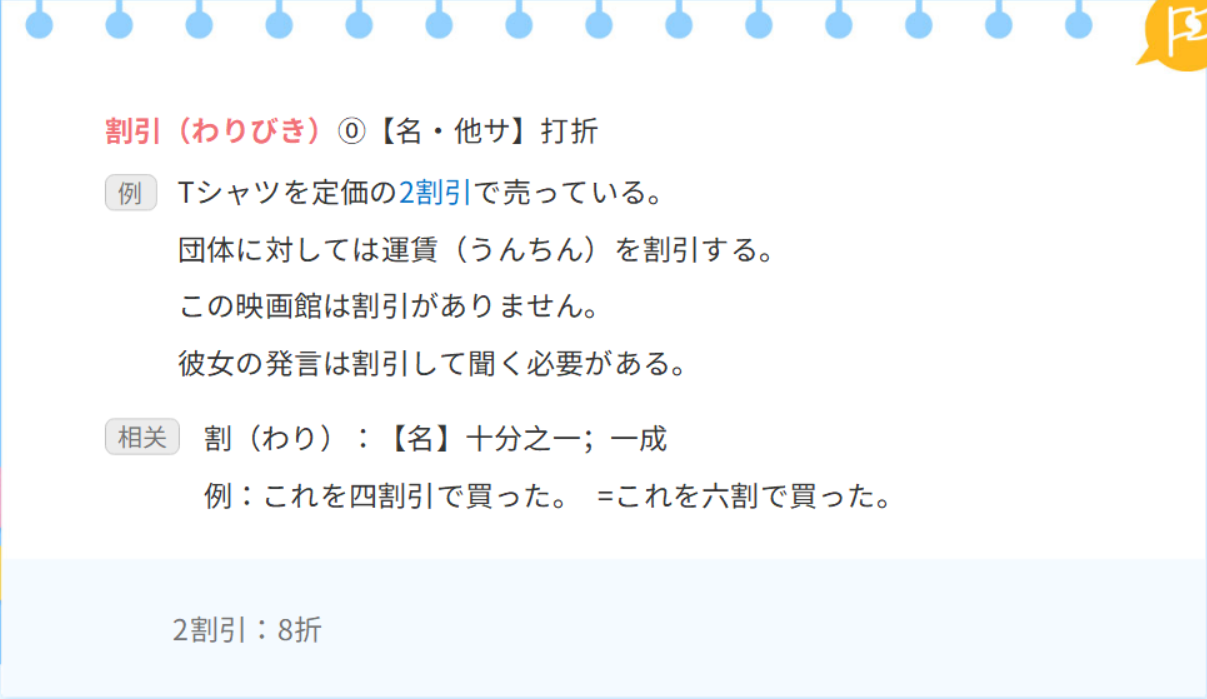 割引（わりびき）⓪【名・他サ】打折
例 Tシャツを定価の2割引で売っている。
団体に対しては運賃（うんちん）を割引する。
この映画館は割引がありません。
彼女の発言は割引して聞く必要がある。
相关 割（わり）：【名】十分之一；一成
例：これを四割引で買った。 =これを六割で買った。
2割引：8折